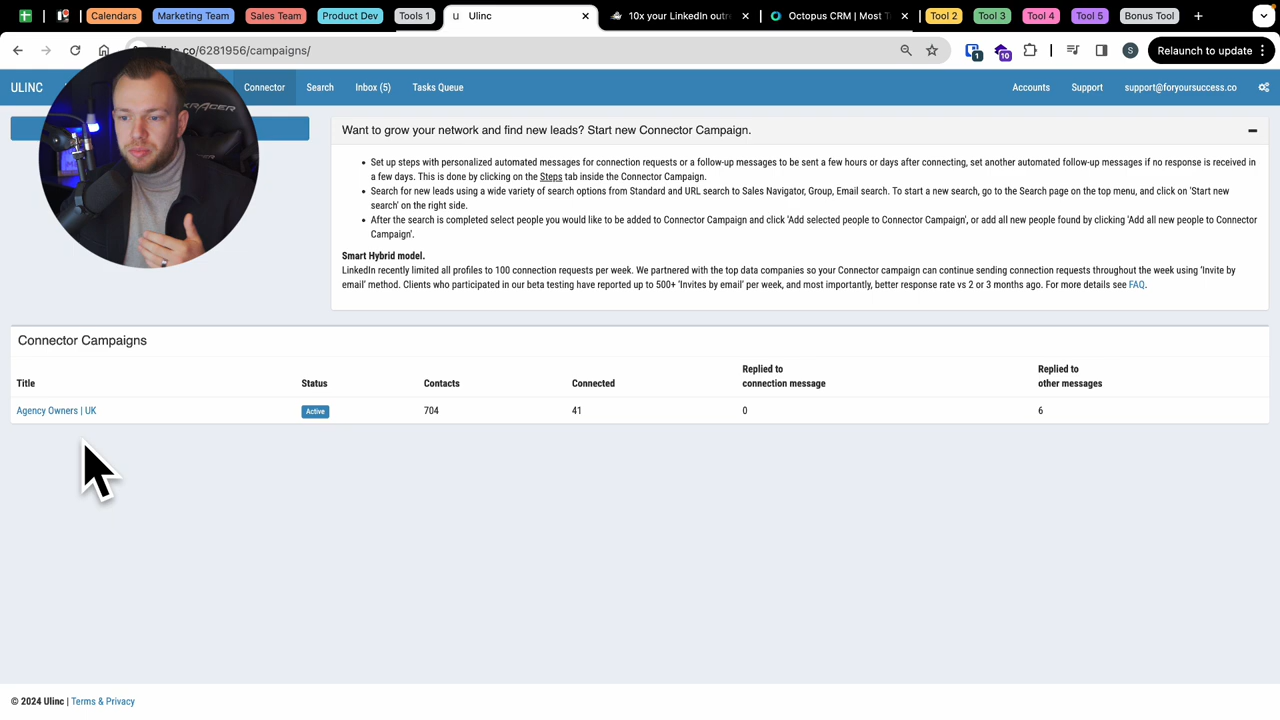 Calendars
Marketing Team
Sales Team
Product Dev
Tools 1
u Ulinc
10x your LinkedIn outre
Octopus CRM | Most T
Tool 2
Tool 3
Tool 4
Tool 5
Bonus Tool
.co/6281956/campaigns/
1
10
S
Relaunch to update
ULINC
Connector
Search
Inbox (5)
Tasks Queue
Accounts
Support
support@foryoursuccess.co
Want to grow your network and find new leads? Start new Connector Campaign.
Set up steps with personalized automated messages for connection requests or a follow-up messages to be sent a few hours or days after connecting, set another automated follow-up messages if no response is received in
a few days. This is done by clicking on the Steps tab inside the Connector Campaign.
Search for new leads using a wide variety of search options from Standard and URL search to Sales Navigator, Group, Email search. To start a new search, go to the Search page on the top menu, and click on 'Start new
search' on the right side.
After the search is completed select people you would like to be added to Connector Campaign and click 'Add selected people to Connector Campaign', or add all new people found by clicking 'Add all new people to Connector
Campaign'.
Smart Hybrid model.
LinkedIn recently limited all profiles to 100 connection requests per week. We partnered with the top data companies so your Connector campaign can continue sending connection requests throughout the week using 'Invite by
email' method. Clients who participated in our beta testing have reported up to 500+ 'Invites by email' per week, and most importantly, better response rate vs 2 or 3 months ago. For more details see FAQ.
Connector Campaigns
Title
Status
Contacts
Connected
Replied to
connection message
Replied to
other messages
Agency Owners | UK
Active
704
41
0
6
© 2024 Ulinc | Terms & Privacy